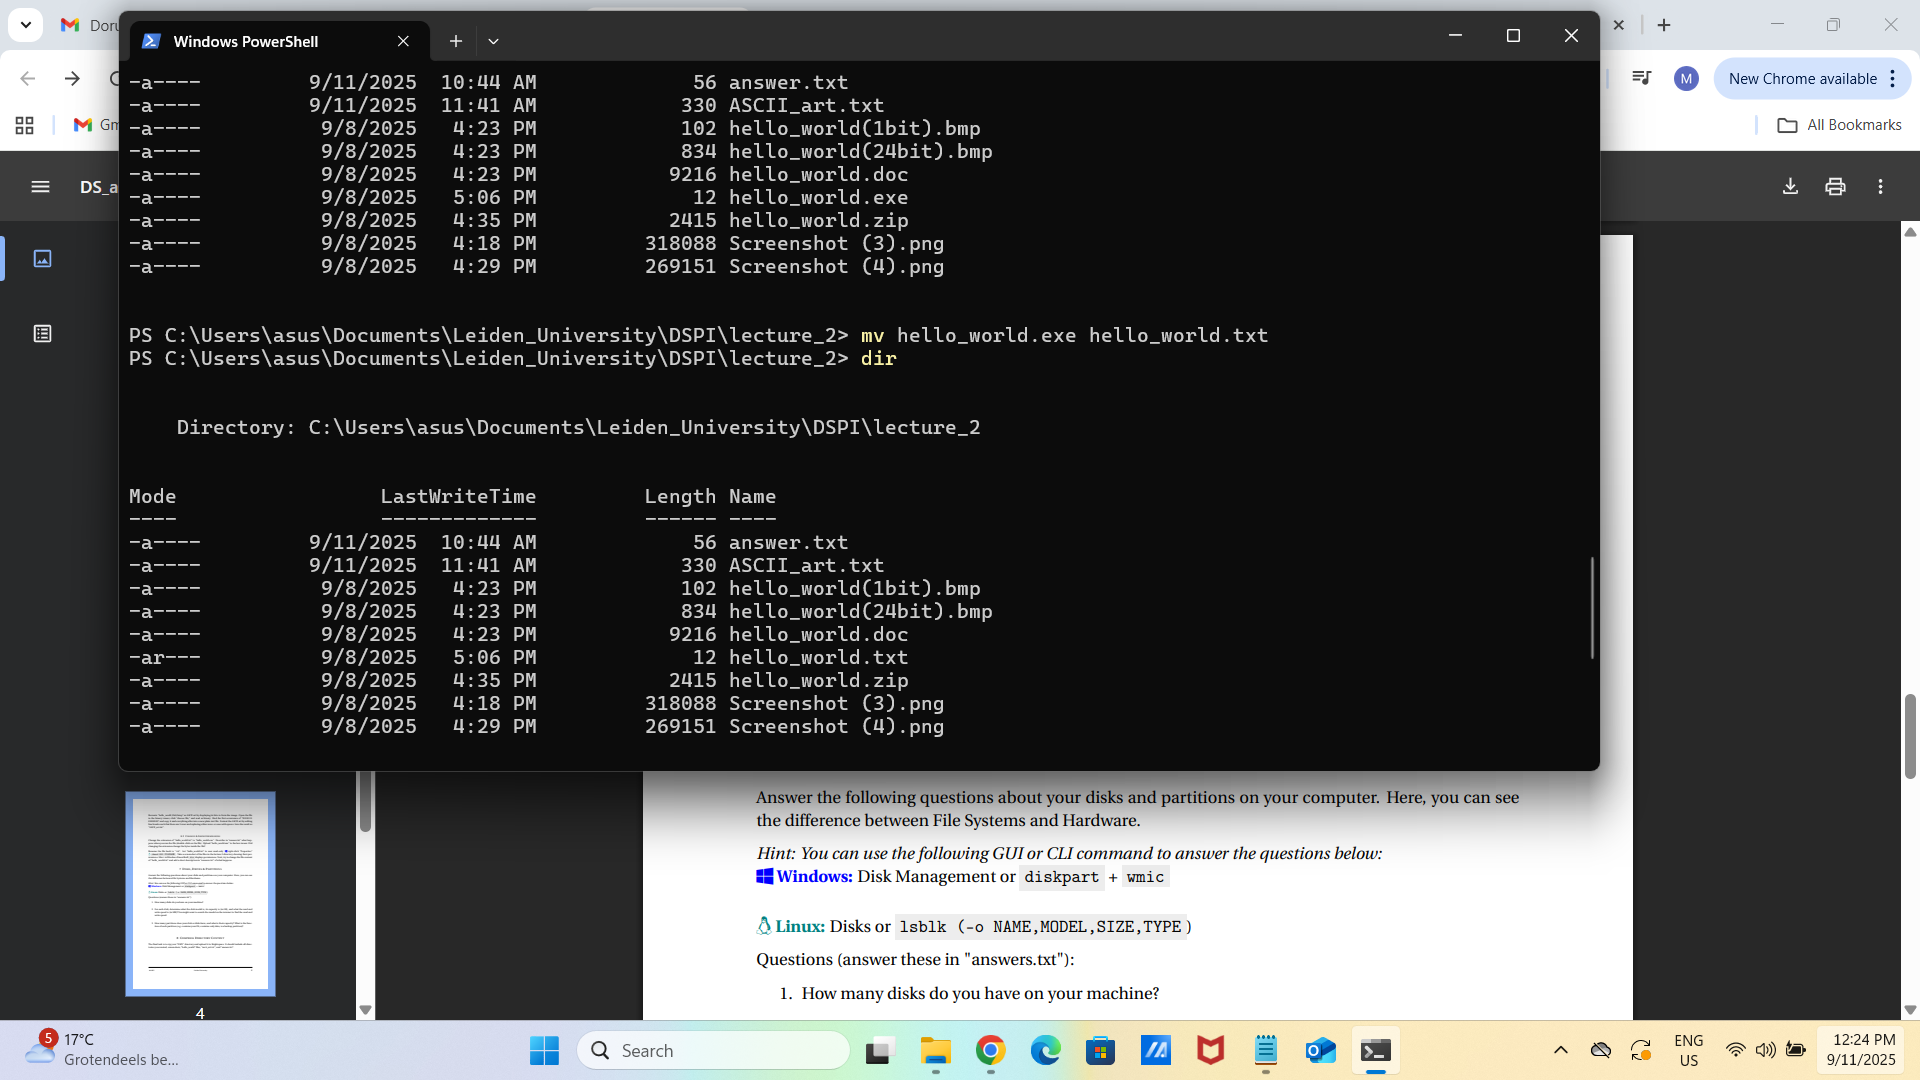 Doru
Windows PowerShell
New Chrome available
M
Gm
All Bookmarks
DS_a
-a---- 9/11/2025 10:44 AM 56 answer.txt
-a---- 9/11/2025 11:41 AM 330 ASCII_art.txt
-a---- 9/8/2025 4:23 PM 102 hello_world(1bit).bmp
-a---- 9/8/2025 4:23 PM 834 hello_world(24bit).bmp
-a---- 9/8/2025 4:23 PM 9216 hello_world.doc
-a---- 9/8/2025 5:06 PM 12 hello_world.exe
-a---- 9/8/2025 4:35 PM 2415 hello_world.zip
-a---- 9/8/2025 4:18 PM 318088 Screenshot (3).png
-a---- 9/8/2025 4:29 PM 269151 Screenshot (4).png
PS C:\Users\asus\Documents\Leiden_University\DSPI\lecture_2> mv hello_world.exe hello_world.txt
PS C:\Users\asus\Documents\Leiden_University\DSPI\lecture_2> dir
Directory: C:\Users\asus\Documents\Leiden_University\DSPI\lecture_2
Mode LastWriteTime Length Name
---- ------------- ------ ----
-a---- 9/11/2025 10:44 AM 56 answer.txt
-a---- 9/11/2025 11:41 AM 330 ASCII_art.txt
-a---- 9/8/2025 4:23 PM 102 hello_world(1bit).bmp
-a---- 9/8/2025 4:23 PM 834 hello_world(24bit).bmp
-a---- 9/8/2025 4:23 PM 9216 hello_world.doc
-ar--- 9/8/2025 5:06 PM 12 hello_world.txt
-a---- 9/8/2025 4:35 PM 2415 hello_world.zip
-a---- 9/8/2025 4:18 PM 318088 Screenshot (3).png
-a---- 9/8/2025 4:29 PM 269151 Screenshot (4).png
Answer the following questions about your disks and partitions on your computer. Here, you can see
the difference between File Systems and Hardware.
Hint: You can use the following GUI or CLI command to answer the questions below:
Windows: Disk Management or diskpart + wmic
Linux: Disks or lsblk (-o NAME,MODEL,SIZE,TYPE)
Questions (answer these in "answers.txt"):
1. How many disks do you have on your machine?
4
5
17°C
Grotendeels be...
Search
ENG
US
12:24 PM
9/11/2025